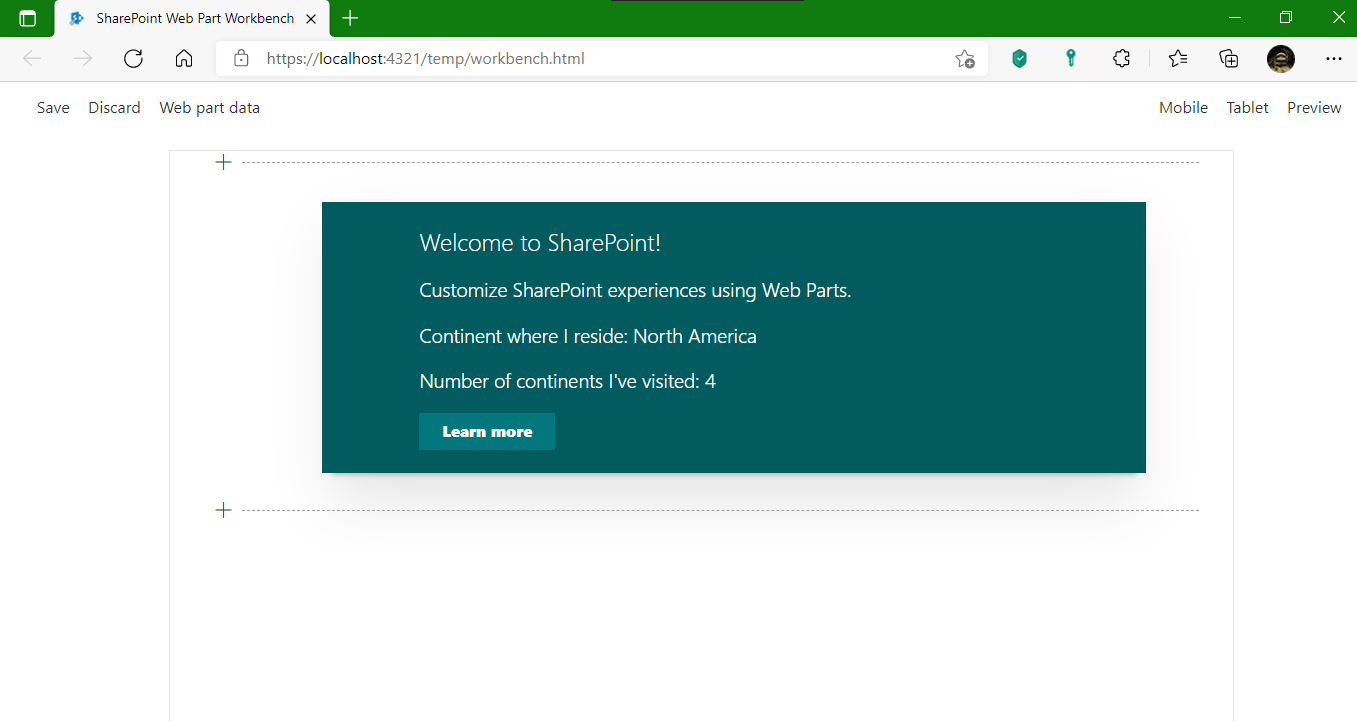 SharePoint Web Part Workbench
https://localhost:4321/temp/workbench.html
Save Discard Web part data Mobile Tablet Preview
Welcome to SharePoint!
Customize SharePoint experiences using Web Parts.
Continent where I reside: North America
Number of continents I've visited: 4
Learn more